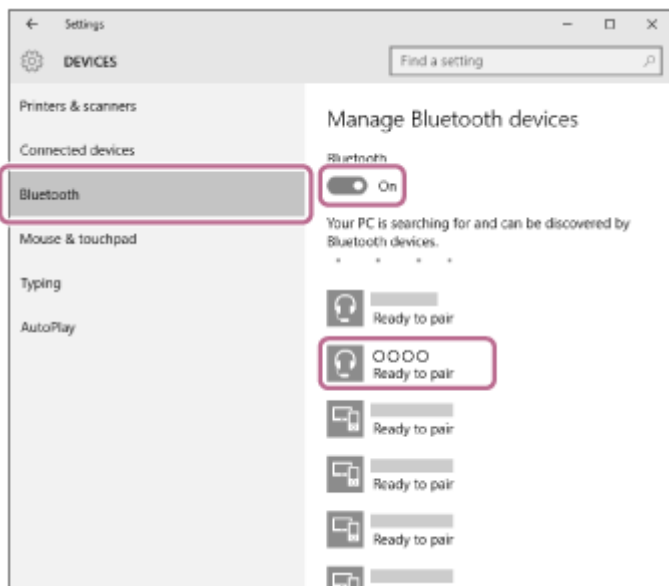 Settings
DEVICES
Find a setting
Printers & scanners
Connected devices
Bluetooth
Mouse & touchpad
Typing
AutoPlay
Manage Bluetooth devices
Bluetooth
On
Your PC is searching for and can be discovered by
Bluetooth devices.
Ready to pair
OOOO
Ready to pair
Ready to pair
Ready to pair
Ready to pair